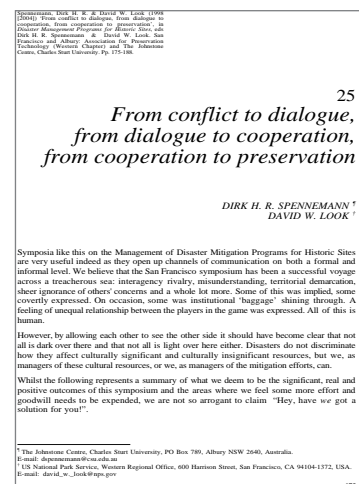 Spennemann, Dirk H. R. & David W. Look (1998
[2004]) 'From conflict to dialogue, from dialogue to
cooperation, from cooperation to preservation', in
Disaster Management Programs for Historic Sites, eds
Dirk H. R. Spennemann & David W. Look. San
Francisco and Albury: Association for Preservation
Technology (Western Chapter) and The Johnstone
Centre, Charles Sturt University. Pp. 175-188.
25
From conflict to dialogue,
from dialogue to cooperation,
from cooperation to preservation
DIRK H. R. SPENNEMANN ¶
DAVID W. LOOK †
Symposia like this on the Management of Disaster Mitigation Programs for Historic Sites
are very useful indeed as they open up channels of communication on both a formal and
informal level. We believe that the San Francisco symposium has been a successful voyage
across a treacherous sea: interagency rivalry, misunderstanding, territorial demarcation,
sheer ignorance of others' concerns and a whole lot more. Some of this was implied, some
covertly expressed. On occasion, some was institutional 'baggage' shining through. A
feeling of unequal relationship between the players in the game was expressed. All of this is
human.
However, by allowing each other to see the other side it should have become clear that not
all is dark over there and that not all is light over here either. Disasters do not discriminate
how they affect culturally significant and culturally insignificant resources, but we, as
managers of these cultural resources, or we, as managers of the mitigation efforts, can.
Whilst the following represents a summary of what we deem to be the significant, real and
positive outcomes of this symposium and the areas where we feel some more effort and
goodwill needs to be expended, we are not so arrogant to claim "Hey, have we got a
solution for you!".
¶ The Johnstone Centre, Charles Sturt University, PO Box 789, Albury NSW 2640, Australia.
E-mail: dspennemann@csu.edu.au
† US National Park Service, Western Regional Office, 600 Harrison Street, San Francisco, CA 94104-1372, USA.
E-mail: david_w._look@nps.gov